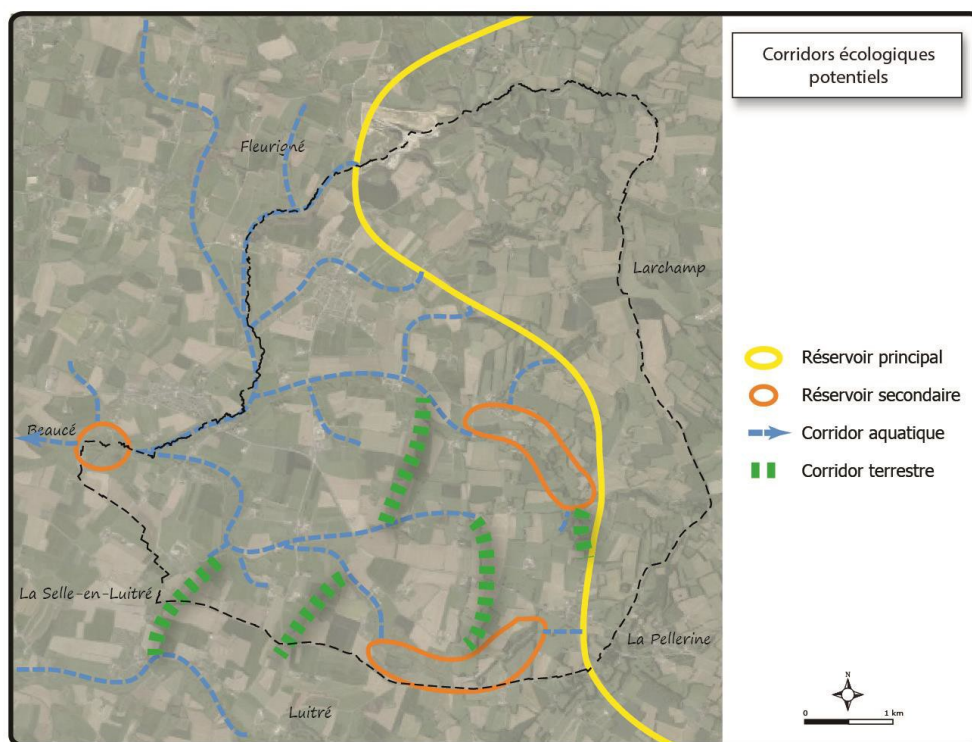 Corridors écologiques
potentiels
Fleurigné
Larchamp
Beaucé
La Selle-en-Luitré
La Pellerine
Luitré
Réservoir principal
Réservoir secondaire
Corridor aquatique
Corridor terrestre
N
0 1 km